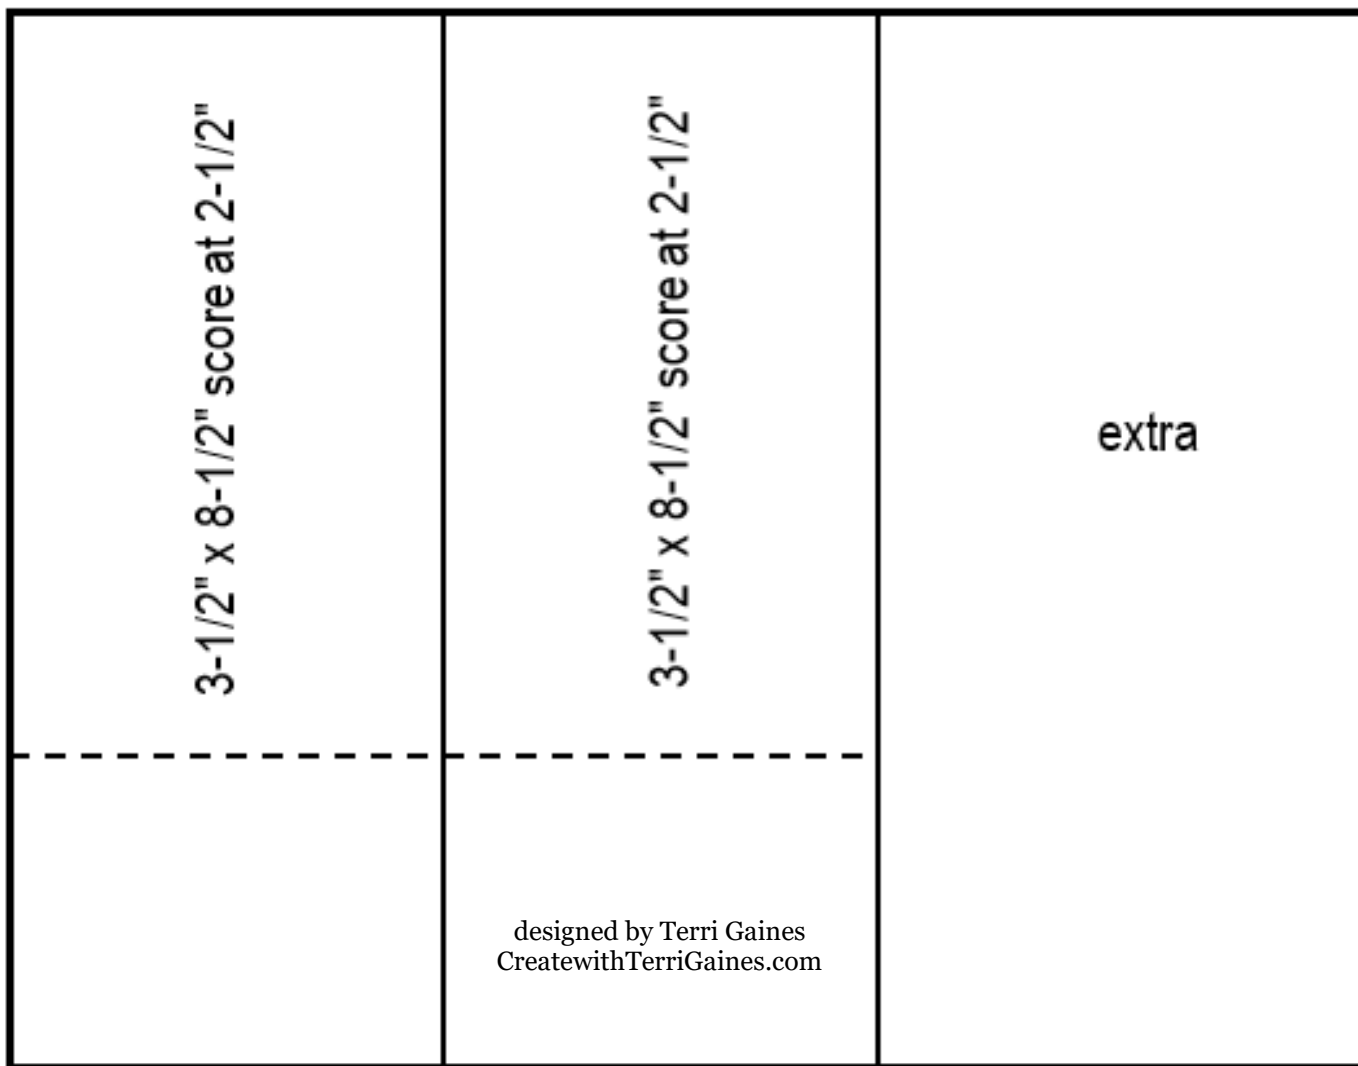 3-1/2" x 8-1/2" score at 2-1/2"
3-1/2" x 8-1/2" score at 2-1/2"
extra
designed by Terri Gaines
CreatewithTerriGaines.com